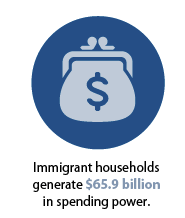 $
Immigrant households
generate $65.9 billion
in spending power.